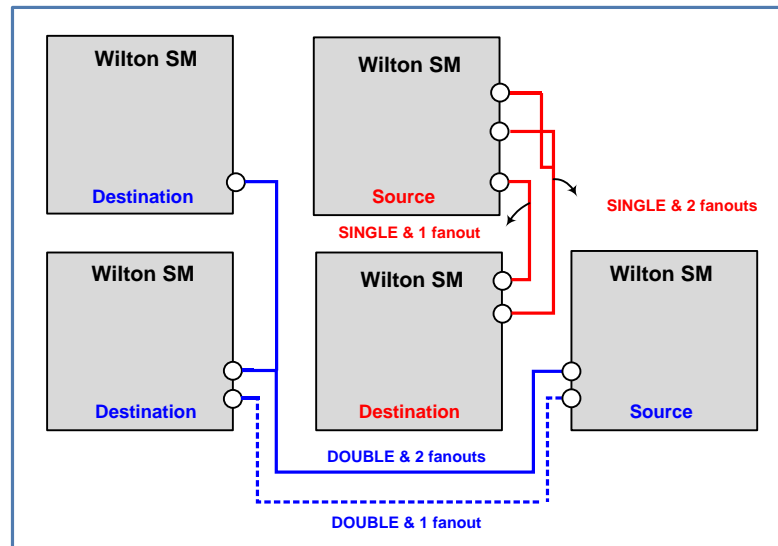 Wilton SM
Wilton SM
Destination
Source
SINGLE & 2 fanouts
SINGLE & 1 fanout
Wilton SM
Wilton SM
Wilton SM
Destination
Destination
Source
DOUBLE & 2 fanouts
DOUBLE & 1 fanout